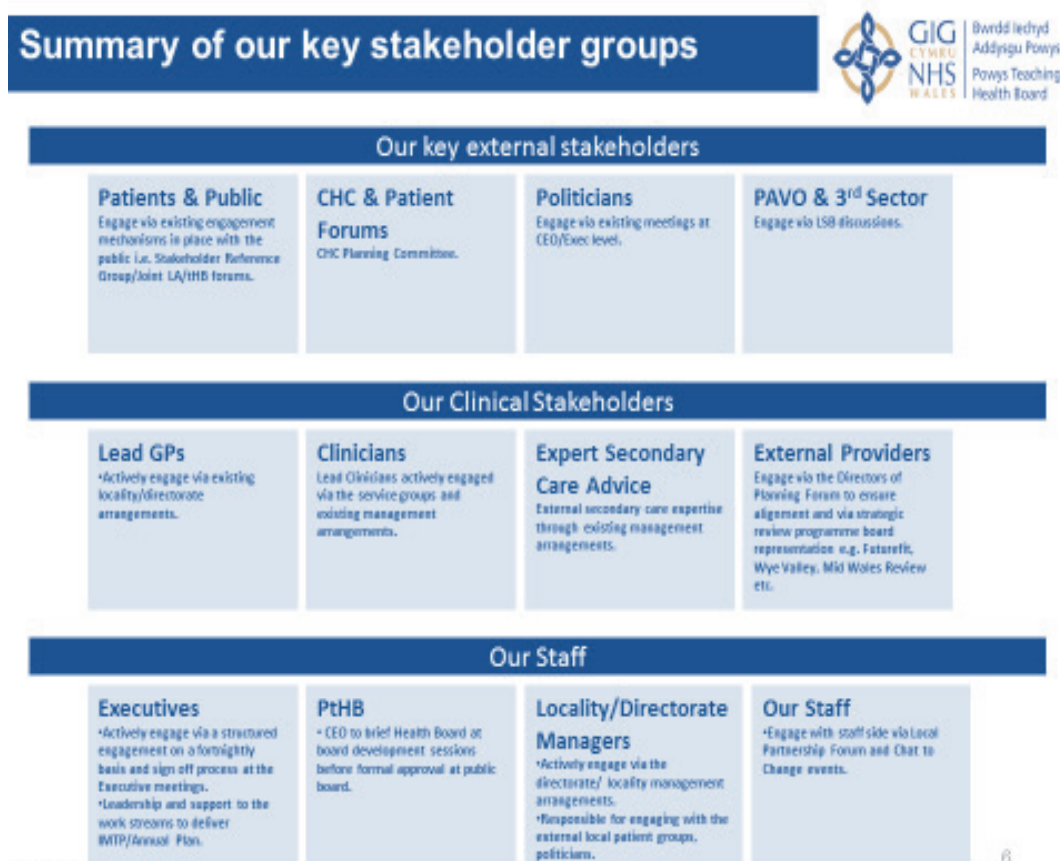 Summary of our key stakeholder groups
GIG
CYMRU
NHS
WALES
Bwrdd Iechyd
Addysgu Powys
Powys Teaching
Health Board
Our key external stakeholders
Patients & Public
Engage via existing engagement
mechanisms in place with the
public i.e. Stakeholder Reference
Group/Joint LA/tHB forums.
CHC & Patient
Forums
CHC Planning Committee.
Politicians
Engage via existing meetings at
CEO/Exec level.
PAVO & 3rd Sector
Engage via LSB discussions.
Our Clinical Stakeholders
Lead GPs
•Actively engage via existing
locality/directorate
arrangements.
Clinicians
Lead Clinicians actively engaged
via the service groups and
existing management
arrangements.
Expert Secondary
Care Advice
External secondary care expertise
through existing management
arrangements.
External Providers
Engage via the Directors of
Planning Forum to ensure
alignment and via strategic
review programme board
representation e.g. Futurefit,
Wye Valley, Mid Wales Review
etc.
Our Staff
Executives
•Actively engage via a structured
engagement on a fortnightly
basis and sign off process at the
Executive meetings.
•Leadership and support to the
work streams to deliver
IMTP/Annual Plan.
PtHB
• CEO to brief Health Board at
board development sessions
before formal approval at public
board.
Locality/Directorate
Managers
•Actively engage via the
directorate/ locality management
arrangements.
•Responsible for engaging with the
external local patient groups,
politicians.
Our Staff
•Engage with staff side via Local
Partnership Forum and Chat to
Change events.
6